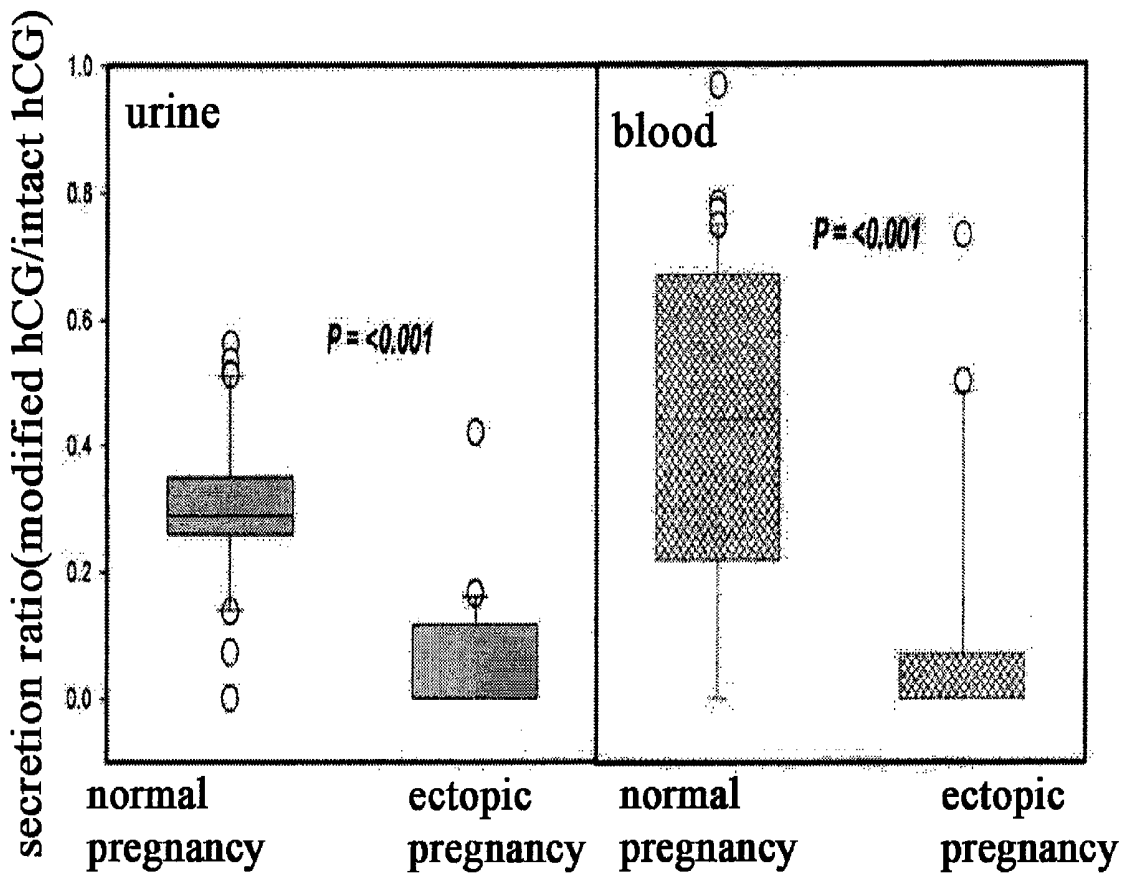 secretion ratio(modified hCG/intact hCG)
1.0
0.8
0.6
0.4
0.2
0.0
urine
P = <0.001
blood
P = <0.001
normal
pregnancy
ectopic
pregnancy
normal
pregnancy
ectopic
pregnancy